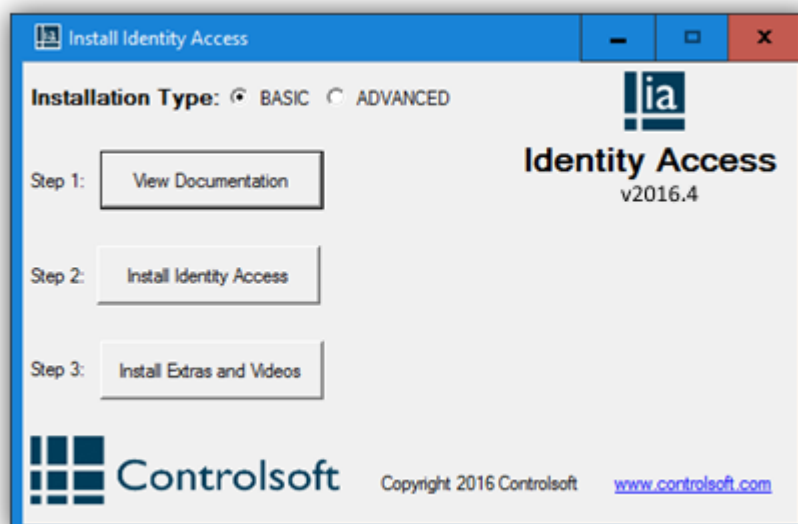 Install Identity Access
Installation Type: BASIC ADVANCED
ia
Identity Access
v2016.4
Step 1: View Documentation
Step 2: Install Identity Access
Step 3: Install Extras and Videos
Controlsoft Copyright 2016 Controlsoft www.controlsoft.com